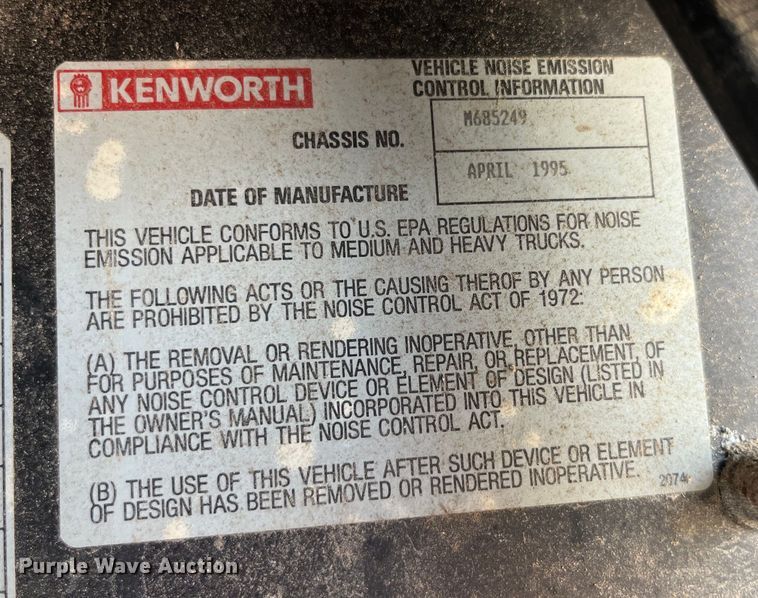 KENWORTH
VEHICLE NOISE EMISSION
CONTROL INFORMATION
CHASSIS NO.
M685249
DATE OF MANUFACTURE
APRIL 1995
THIS VEHICLE CONFORMS TO U.S. EPA REGULATIONS FOR NOISE
EMISSION APPLICABLE TO MEDIUM AND HEAVY TRUCKS.
THE FOLLOWING ACTS OR THE CAUSING THEROF BY ANY PERSON
ARE PROHIBITED BY THE NOISE CONTROL ACT OF 1972:
(A) THE REMOVAL OR RENDERING INOPERATIVE, OTHER THAN
FOR PURPOSES OF MAINTENANCE, REPAIR, OR REPLACEMENT, OF
ANY NOISE CONTROL DEVICE OR ELEMENT OF DESIGN (LISTED IN
THE OWNER'S MANUAL) INCORPORATED INTO THIS VEHICLE IN
COMPLIANCE WITH THE NOISE CONTROL ACT.
(B) THE USE OF THIS VEHICLE AFTER SUCH DEVICE OR ELEMENT
OF DESIGN HAS BEEN REMOVED OR RENDERED INOPERATIVE.
2074
Purple Wave Auction